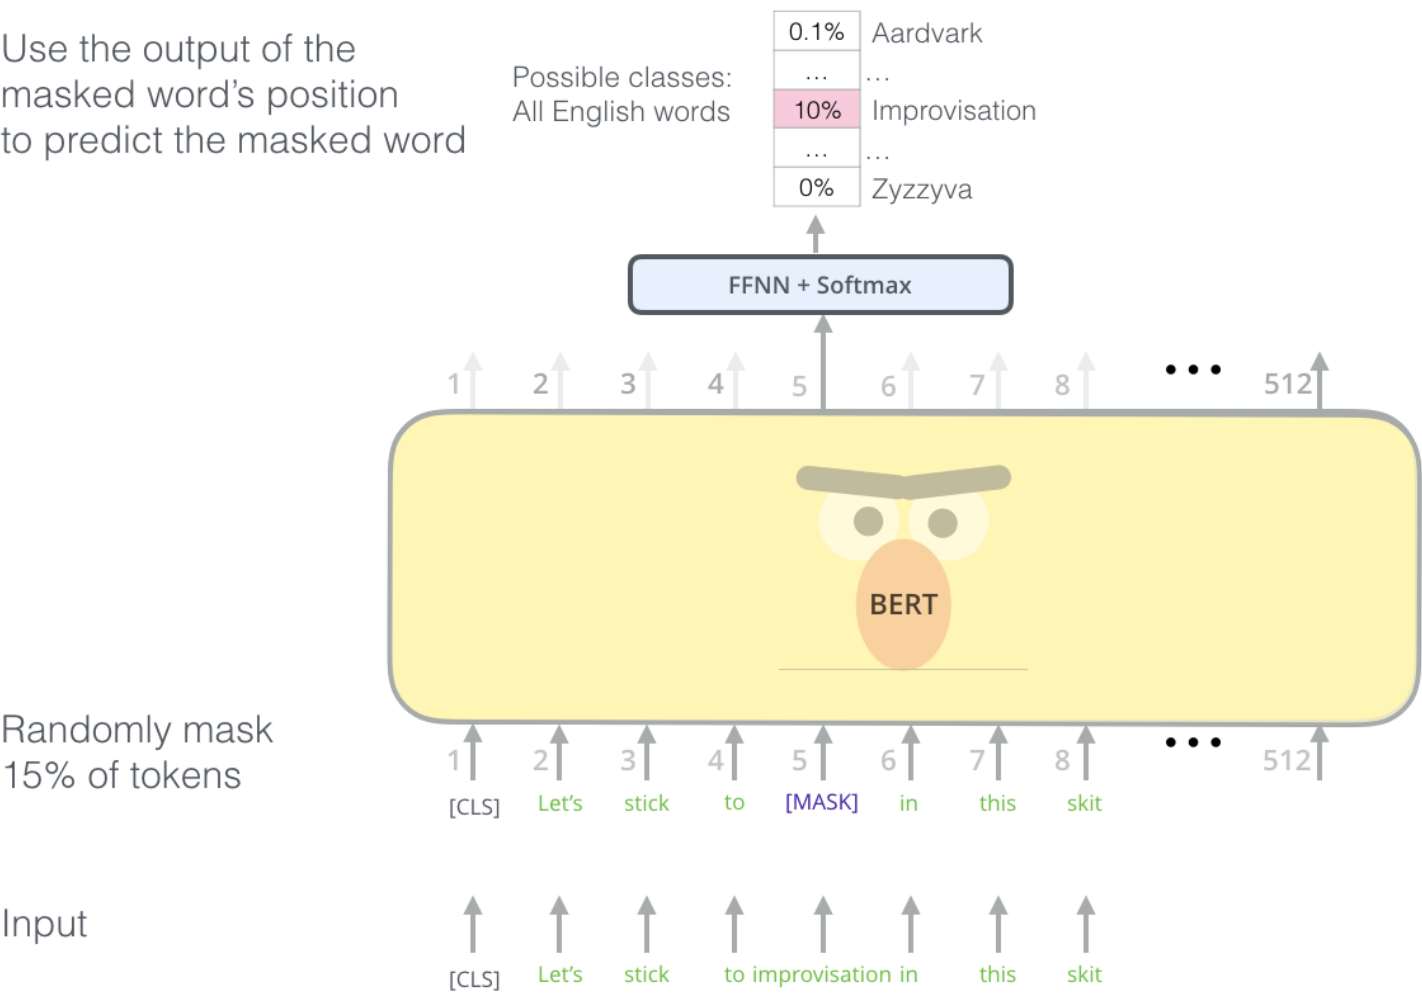 Use the output of the
masked word's position
to predict the masked word
Possible classes:
All English words
0.1% Aardvark
... ...
10% Improvisation
... ...
0% Zyzzyva
FFNN + Softmax
1 2 3 4 5 6 7 8 ... 512
BERT
Randomly mask
15% of tokens
1 2 3 4 5 6 7 8 ... 512
[CLS] Let's stick to [MASK] in this skit
Input
[CLS] Let's stick to improvisation in this skit